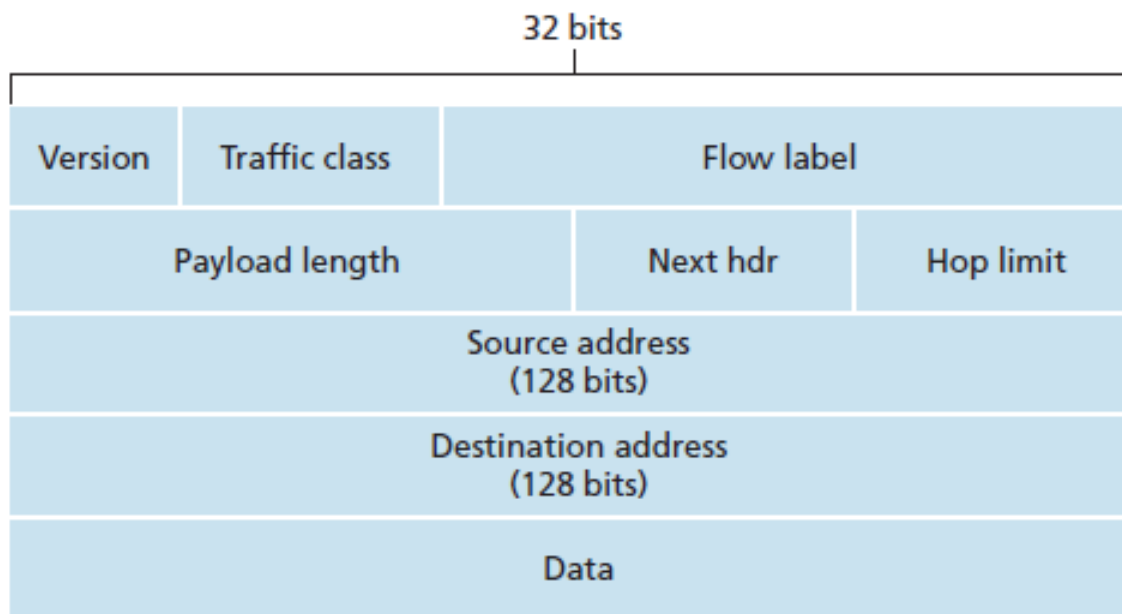 32 bits
Version Traffic class Flow label
Payload length Next hdr Hop limit
Source address
(128 bits)
Destination address
(128 bits)
Data